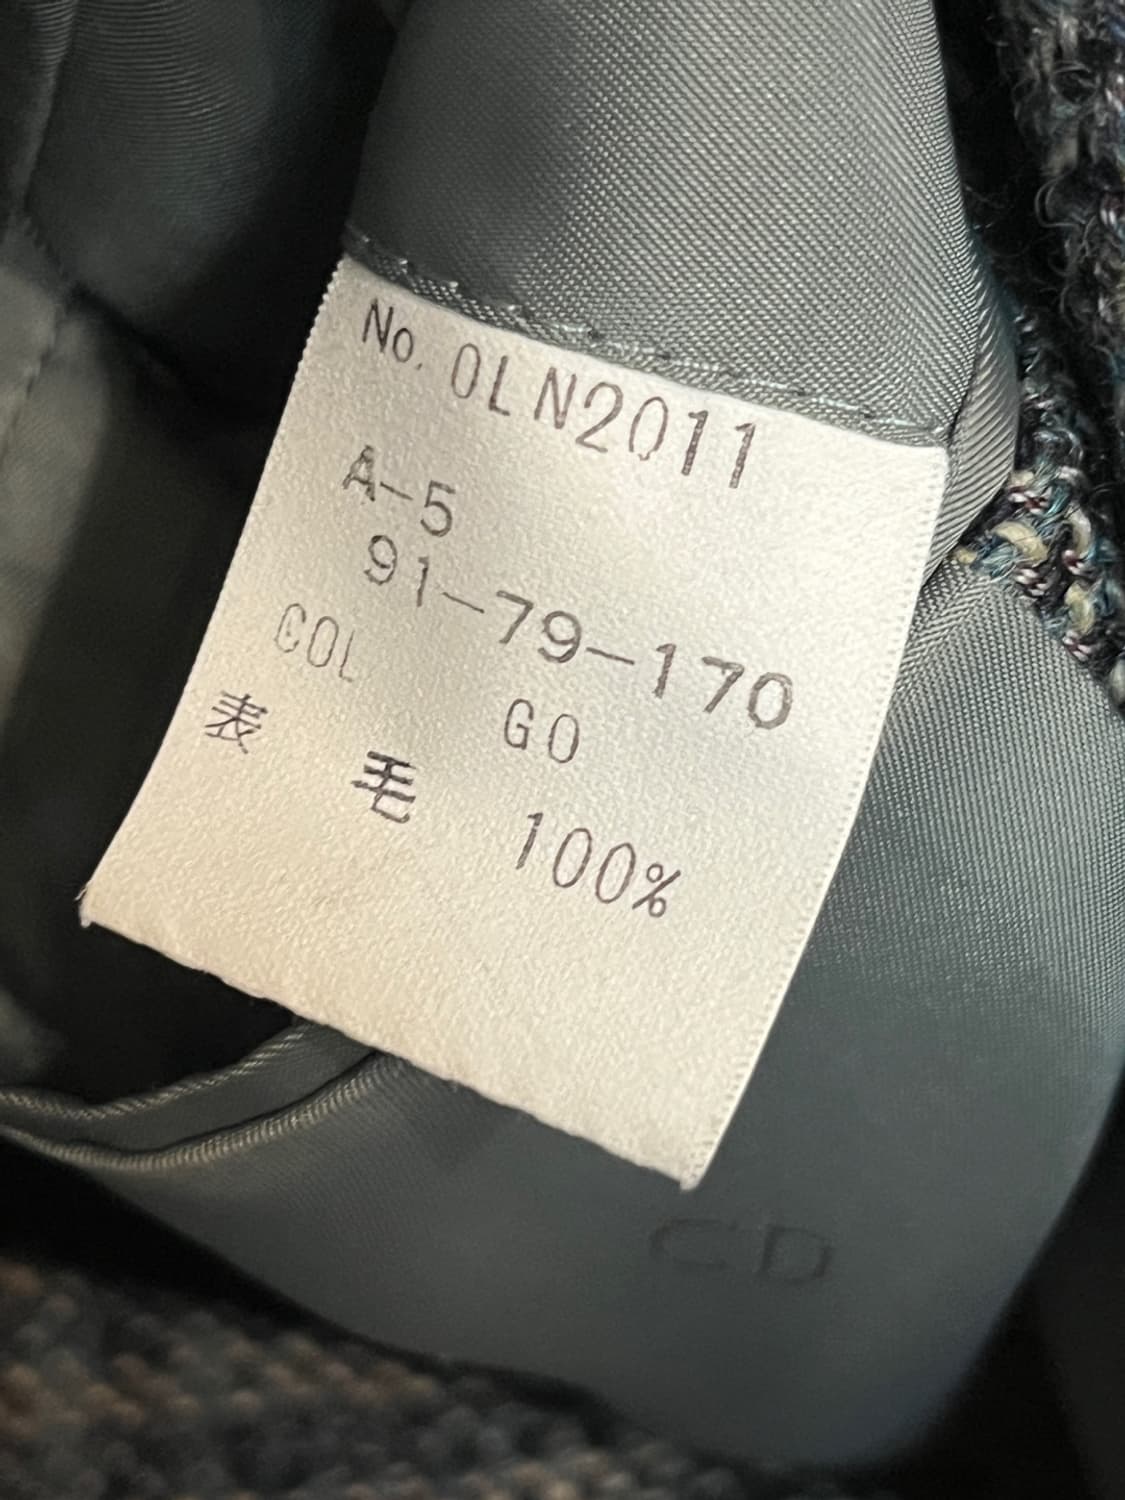 No. 0LN2011
A-5
91-79-170
COL GO
表 毛 100%
CD